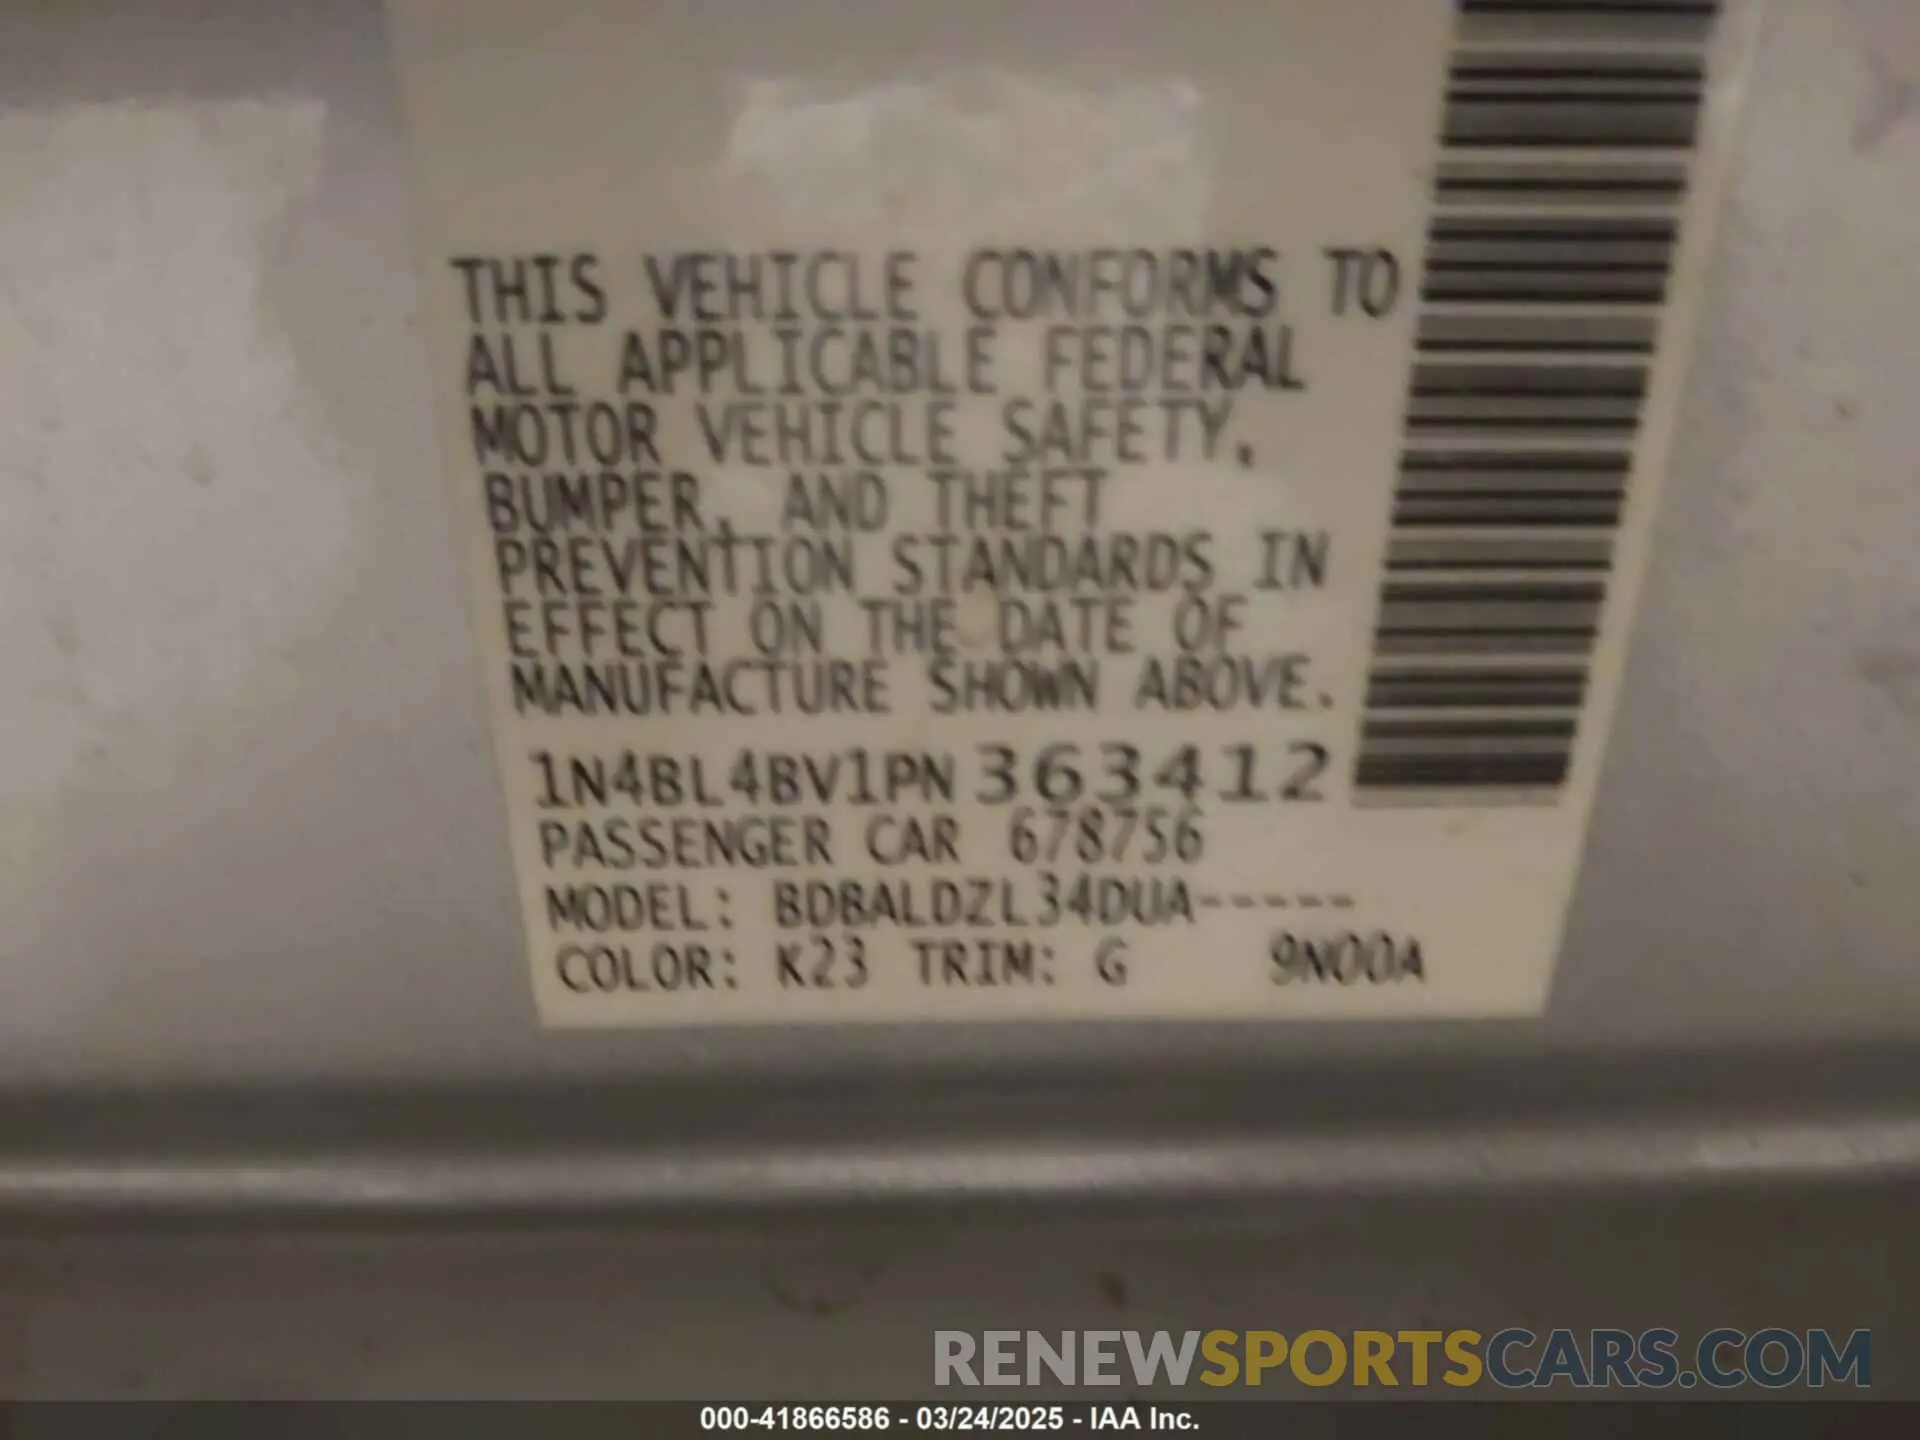 THIS VEHICLE CONFORMS TO
ALL APPLICABLE FEDERAL
MOTOR VEHICLE SAFETY,
BUMPER, AND THEFT
PREVENTION STANDARDS IN
EFFECT ON THE DATE OF
MANUFACTURE SHOWN ABOVE.
1N4BL4BV1PN363412
PASSENGER CAR 678756
MODEL: BDBALDZL34DUA-----
COLOR: K23 TRIM: G 9N00A
RENEWSPORTSCARS.COM
000-41866586 - 03/24/2025 - IAA Inc.